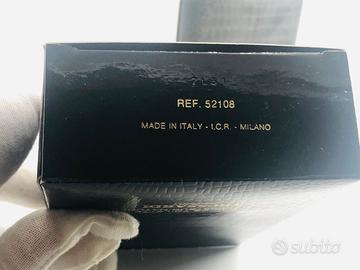 REF. 52108
MADE IN ITALY - I.C.R. - MILANO
subito